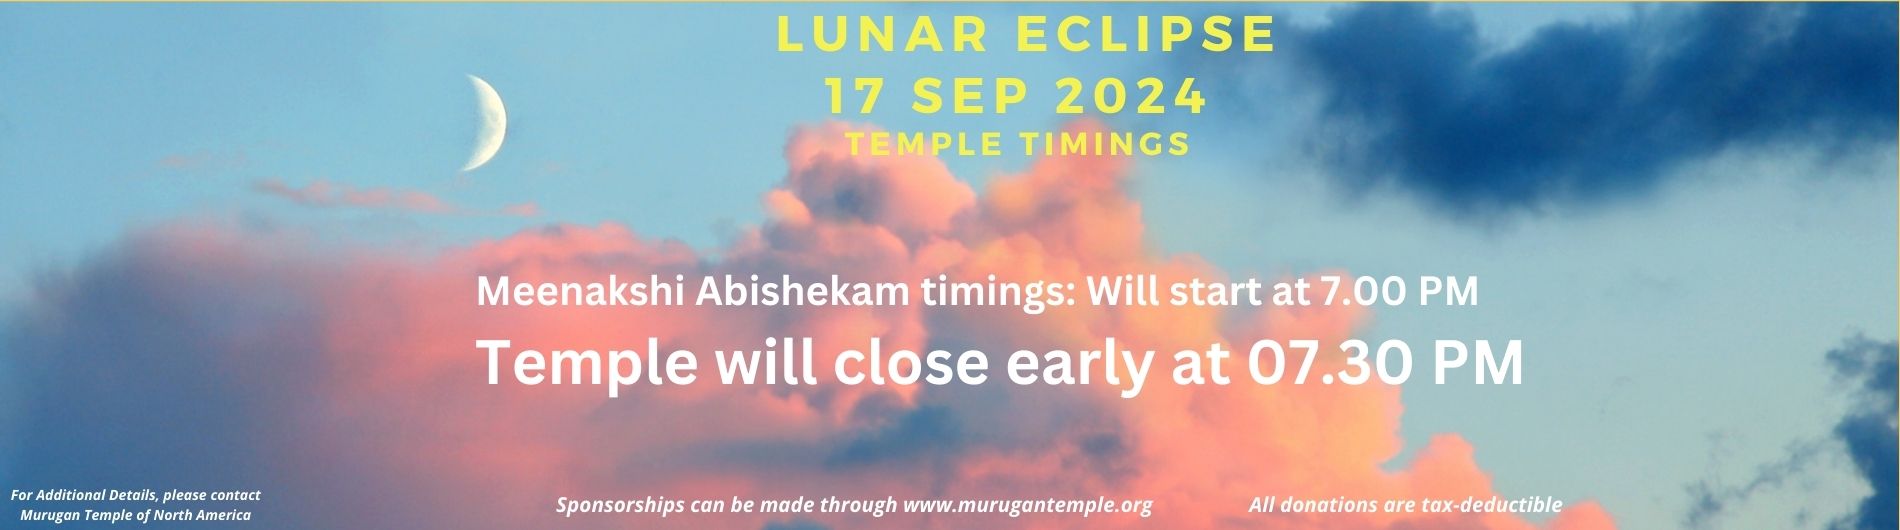 LUNAR ECLIPSE
17 SEP 2024
TEMPLE TIMINGS
Meenakshi Abishekam timings: Will start at 7.00 PM
Temple will close early at 07.30 PM
For Additional Details, please contact
Murugan Temple of North America
Sponsorships can be made through www.murugantemple.org
All donations are tax-deductible